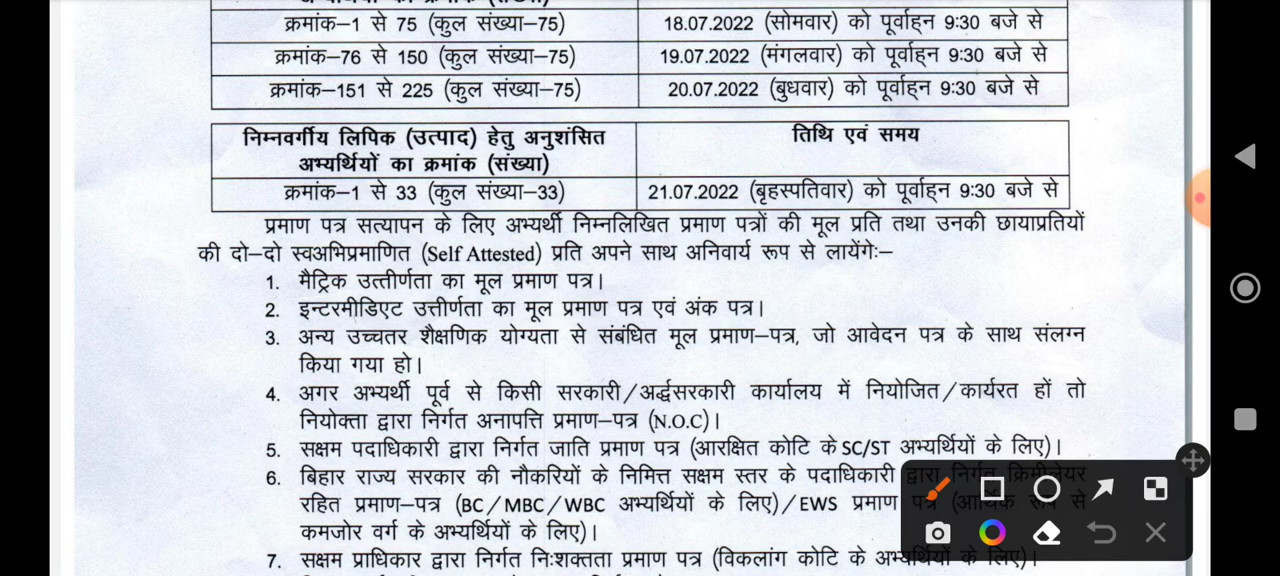 क्रमांक–1 से 75 (कुल संख्या–75) 18.07.2022 (सोमवार) को पूर्वाहन 9:30 बजे से
क्रमांक–76 से 150 (कुल संख्या–75) 19.07.2022 (मंगलवार) को पूर्वाह्न 9:30 बजे से
क्रमांक–151 से 225 (कुल संख्या–75) 20.07.2022 (बुधवार) को पूर्वाह्न 9:30 बजे से
निम्नवर्गीय लिपिक (उत्पाद) हेतु अनुशंसित तिथि एवं समय
अभ्यर्थियों का क्रमांक (संख्या)
क्रमांक–1 से 33 (कुल संख्या–33) 21.07.2022 (बृहस्पतिवार) को पूर्वाहन 9:30 बजे से
प्रमाण पत्र सत्यापन के लिए अभ्यर्थी निम्नलिखित प्रमाण पत्रों की मूल प्रति तथा उनकी छायाप्रतियों
की दो–दो स्वअभिप्रमाणित (Self Attested) प्रति अपने साथ अनिवार्य रूप से लायेंगेः–
1. मैट्रिक उत्तीर्णता का मूल प्रमाण पत्र।
2. इन्टरमीडिएट उत्तीर्णता का मूल प्रमाण पत्र एवं अंक पत्र।
3. अन्य उच्चतर शैक्षणिक योग्यता से संबंधित मूल प्रमाण–पत्र, जो आवेदन पत्र के साथ संलग्न
किया गया हो।
4. अगर अभ्यर्थी पूर्व से किसी सरकारी/अर्द्धसरकारी कार्यालय में नियोजित/कार्यरत हों तो
नियोक्ता द्वारा निर्गत अनापत्ति प्रमाण–पत्र (N.O.C)।
5. सक्षम पदाधिकारी द्वारा निर्गत जाति प्रमाण पत्र (आरक्षित कोटि के SC/ST अभ्यर्थियों के लिए)।
6. बिहार राज्य सरकार की नौकरियों के निमित्त सक्षम स्तर के पदाधिकारी द्वारा निर्गत क्रिमीलेयर
रहित प्रमाण–पत्र (BC/MBC/WBC अभ्यर्थियों के लिए)/EWS प्रमाण पत्र (आर्थिक रूप से
कमजोर वर्ग के अभ्यर्थियों के लिए)।
7. सक्षम प्राधिकार द्वारा निर्गत निःशक्तता प्रमाण पत्र (विकलांग कोटि के अभ्यर्थियों के लिए)।